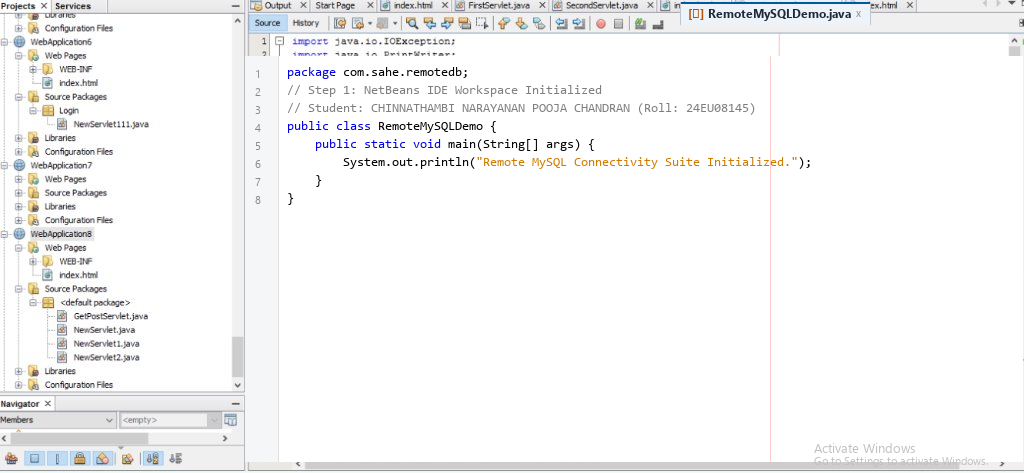 Projects × Services
Libraries
Configuration Files
WebApplication6
Web Pages
WEB-INF
index.html
Source Packages
Login
NewServlet111.java
Libraries
Configuration Files
WebApplication7
Web Pages
Source Packages
Libraries
Configuration Files
WebApplication8
Web Pages
WEB-INF
index.html
Source Packages
<default package>
GetPostServlet.java
NewServlet.java
NewServlet1.java
NewServlet2.java
Libraries
Configuration Files
Navigator ×
Members <empty>
Output × Start Page × index.html × FirstServlet.java × SecondServlet.java × RemoteMySQLDemo.java x
Source History
1 import java.io.IOException;
2 import java.io.PrintWriter;
1 package com.sahe.remotedb;
2 // Step 1: NetBeans IDE Workspace Initialized
3 // Student: CHINNATHAMBI NARAYANAN POOJA CHANDRAN (Roll: 24EU08145)
4 public class RemoteMySQLDemo {
5 public static void main(String[] args) {
6 System.out.println("Remote MySQL Connectivity Suite Initialized.");
7 }
8 }
Activate Windows
Go to Settings to activate Windows.